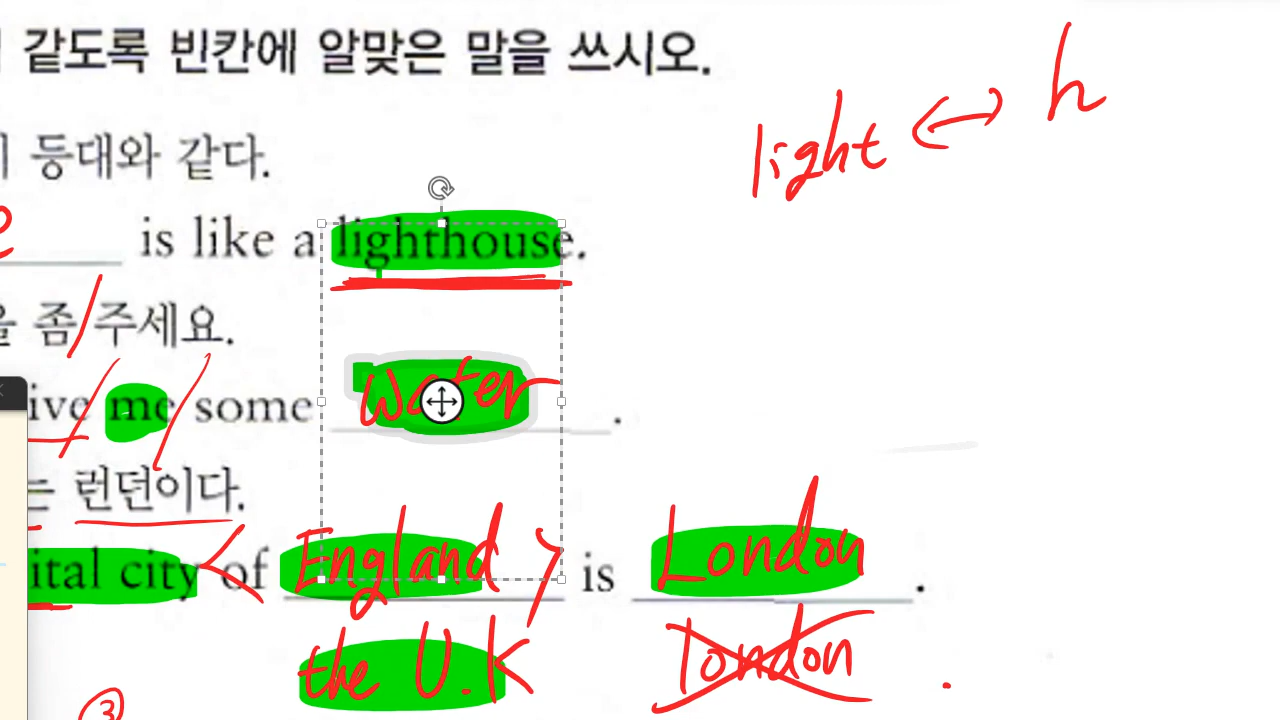 같도록 빈칸에 알맞은 말을 쓰시오.
light ↔ h
등대와 같다.
is like a lighthouse.
좀/주세요.
ive me some water.
는 런던이다.
ital city of England is London.
the U.K london
③